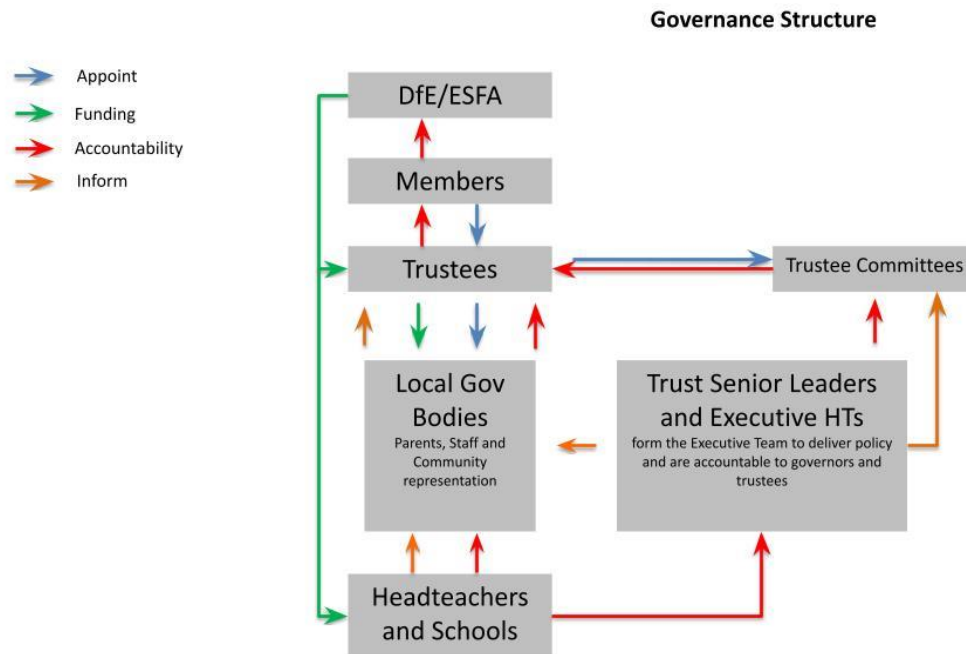 Governance Structure
Appoint
Funding
Accountability
Inform
DfE/ESFA
Members
Trustees
Trustee Committees
Local Gov
Bodies
Parents, Staff and
Community
representation
Trust Senior Leaders
and Executive HTs
form the Executive Team to deliver policy
and are accountable to governors and
trustees
Headteachers
and Schools